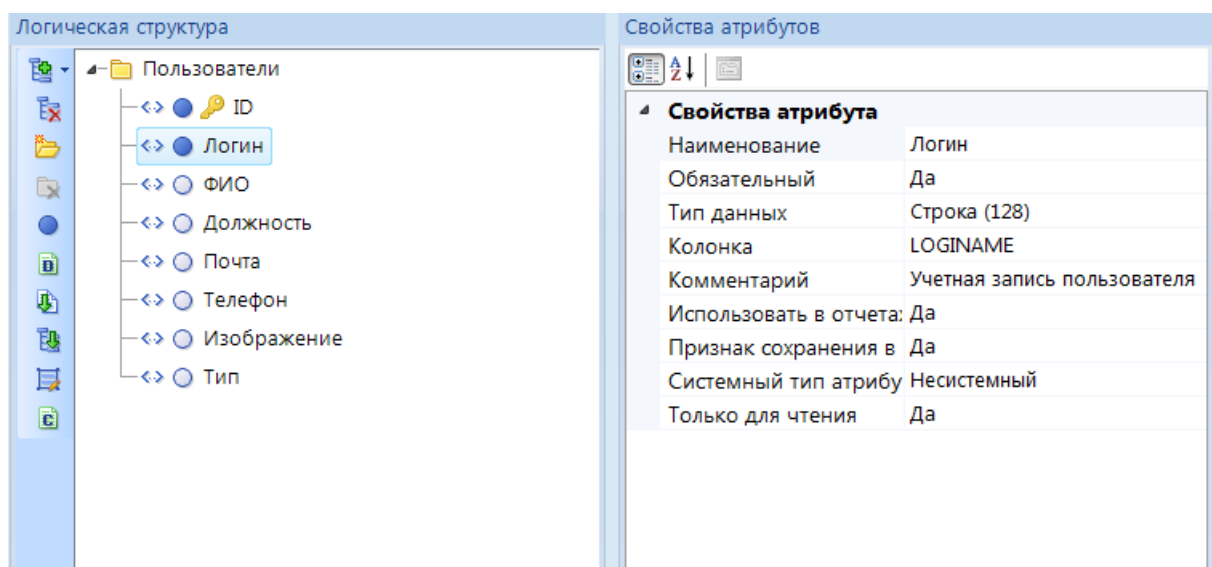 Логическая структура
Пользователи
ID
Логин
ФИО
Должность
Почта
Телефон
Изображение
Тип
Свойства атрибутов
Свойства атрибута
Наименование Логин
Обязательный Да
Тип данных Строка (128)
Колонка LOGINAME
Комментарий Учетная запись пользователя
Использовать в отчета Да
Признак сохранения в Да
Системный тип атрибу Несистемный
Только для чтения Да